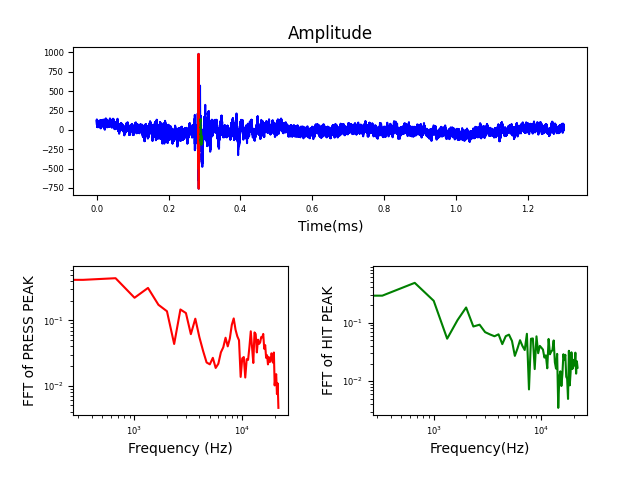 Amplitude
1000
750
500
250
0
−250
−500
−750
0.0 0.2 0.4 0.6 0.8 1.0 1.2
Time(ms)
FFT of PRESS PEAK
10⁻¹
10⁻²
10³ 10⁴
Frequency (Hz)
FFT of HIT PEAK
10⁻¹
10⁻²
10³ 10⁴
Frequency(Hz)